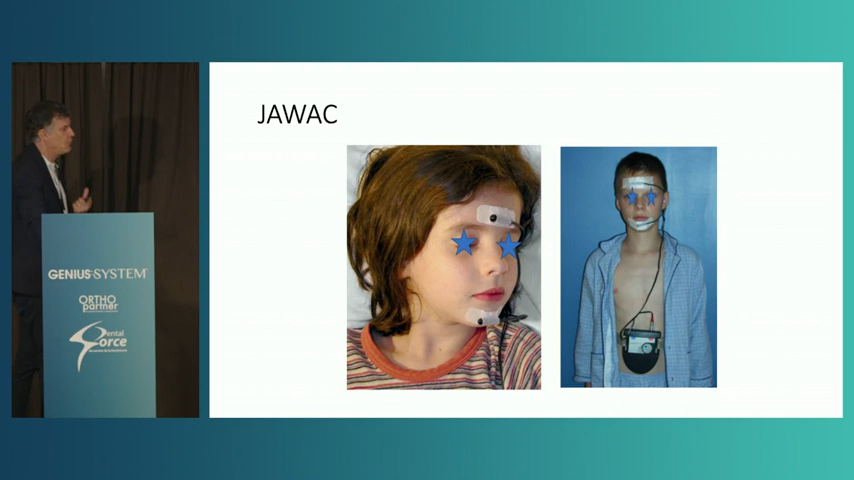 JAWAC
GENIUS SYSTEM
ORTHO
partner
Dental
Force